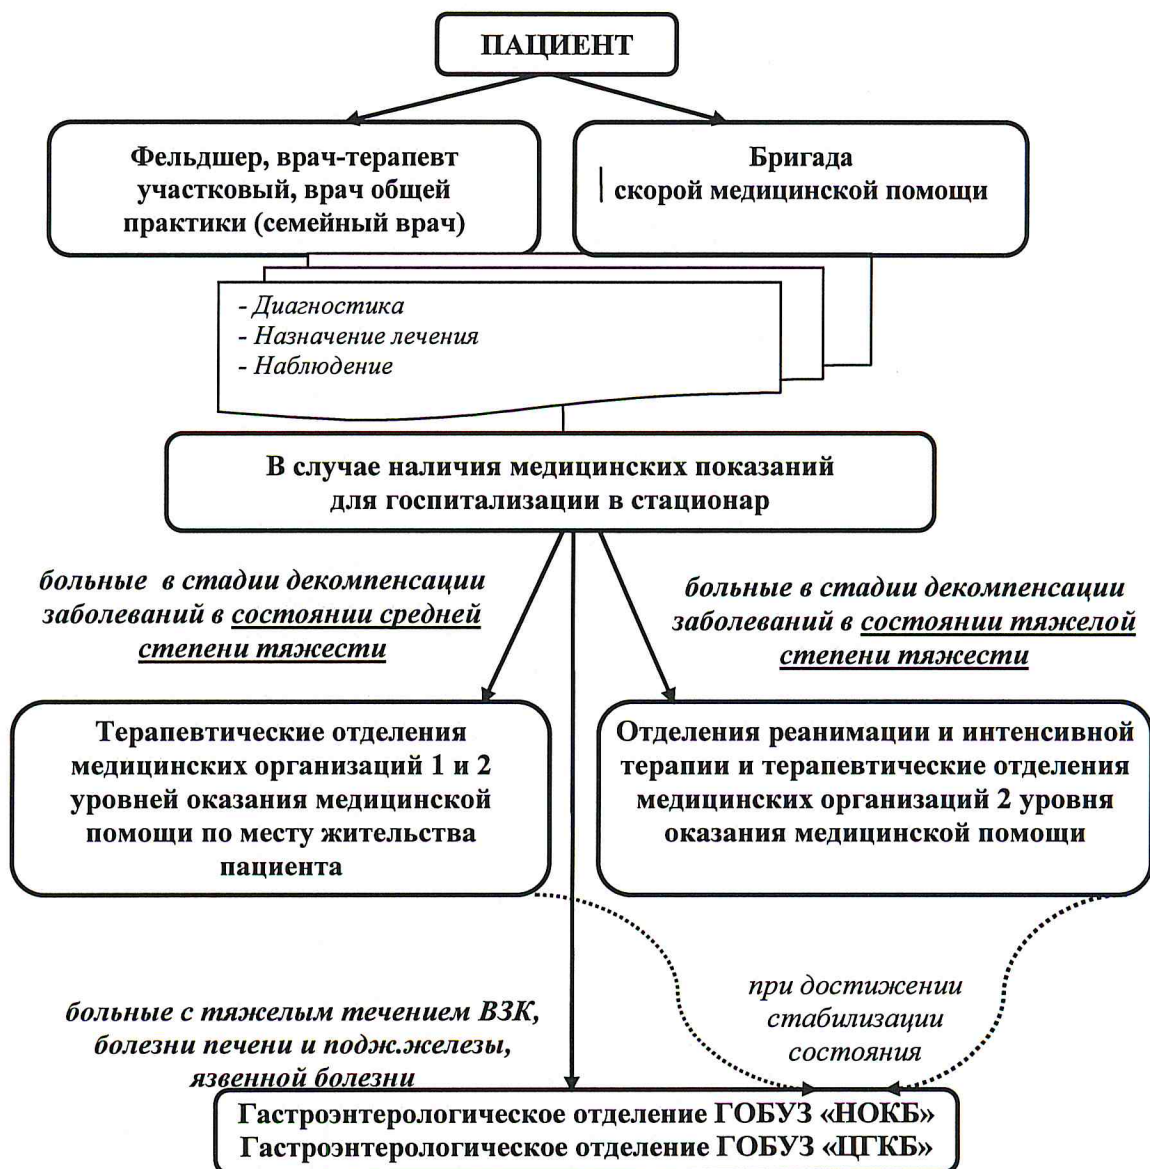 ПАЦИЕНТ
Фельдшер, врач-терапевт
участковый, врач общей
практики (семейный врач)
Бригада
скорой медицинской помощи
- Диагностика
- Назначение лечения
- Наблюдение
В случае наличия медицинских показаний
для госпитализации в стационар
больные в стадии декомпенсации
заболеваний в состоянии средней
степени тяжести
больные в стадии декомпенсации
заболеваний в состоянии тяжелой
степени тяжести
Терапевтические отделения
медицинских организаций 1 и 2
уровней оказания медицинской
помощи по месту жительства
пациента
Отделения реанимации и интенсивной
терапии и терапевтические отделения
медицинских организаций 2 уровня
оказания медицинской помощи
больные с тяжелым течением ВЗК,
болезни печени и подж.железы,
язвенной болезни
при достижении
стабилизации
состояния
Гастроэнтерологическое отделение ГОБУЗ «НОКБ»
Гастроэнтерологическое отделение ГОБУЗ «ЦГКБ»